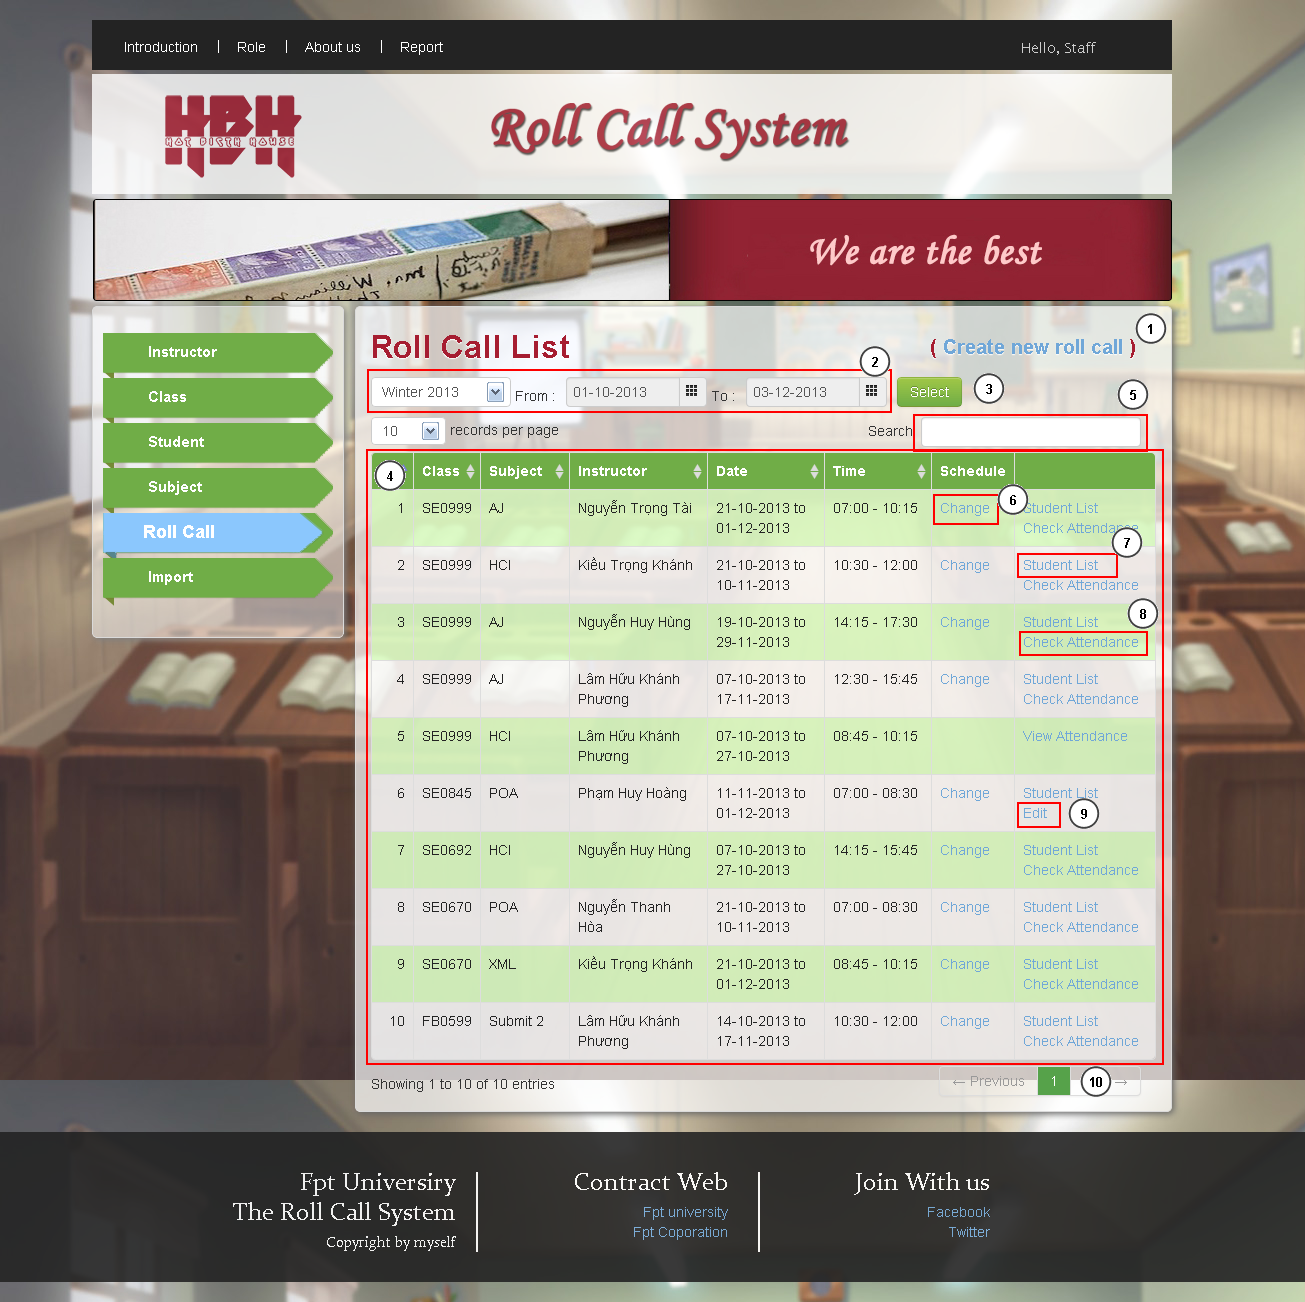 Introduction | Role | About us | Report
Hello, Staff
HBH
HOT BIRTH HOUSE
Roll Call System
We are the best
Instructor
Class
Student
Subject
Roll Call
Import
Roll Call List
( Create new roll call )
1
2
Winter 2013 From : 01-10-2013 To : 03-12-2013 Select
3
5
10 records per page
Search
4 Class Subject Instructor Date Time Schedule
1 SE0999 AJ Nguyễn Trọng Tài 21-10-2013 to 07:00 - 10:15 Change 6 Student List
01-12-2013 Check Attendance
7
2 SE0999 HCI Kiều Trọng Khánh 21-10-2013 to 10:30 - 12:00 Change Student List
10-11-2013 Check Attendance
8
3 SE0999 AJ Nguyễn Huy Hùng 19-10-2013 to 14:15 - 17:30 Change Student List
29-11-2013 Check Attendance
4 SE0999 AJ Lâm Hữu Khánh 07-10-2013 to 12:30 - 15:45 Change Student List
Phương 17-11-2013 Check Attendance
5 SE0999 HCI Lâm Hữu Khánh 07-10-2013 to 08:45 - 10:15 View Attendance
Phương 27-10-2013
6 SE0845 POA Phạm Huy Hoàng 11-11-2013 to 07:00 - 08:30 Change Student List
01-12-2013 Edit 9
7 SE0692 HCI Nguyễn Huy Hùng 07-10-2013 to 14:15 - 15:45 Change Student List
27-10-2013 Check Attendance
8 SE0670 POA Nguyễn Thanh 21-10-2013 to 07:00 - 08:30 Change Student List
Hòa 10-11-2013 Check Attendance
9 SE0670 XML Kiều Trọng Khánh 21-10-2013 to 08:45 - 10:15 Change Student List
01-12-2013 Check Attendance
10 FB0599 Submit 2 Lâm Hữu Khánh 14-10-2013 to 10:30 - 12:00 Change Student List
Phương 17-11-2013 Check Attendance
Showing 1 to 10 of 10 entries
← Previous 1 10 →
Fpt Universiry
The Roll Call System
Copyright by myself
Contract Web
Fpt university
Fpt Coporation
Join With us
Facebook
Twitter